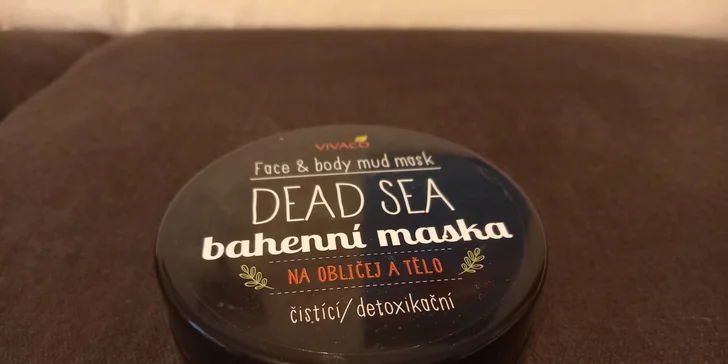 VIVACO
Face & body mud mask
DEAD SEA
bahenní maska
NA OBLIČEJ A TĚLO
čistící/detoxikační